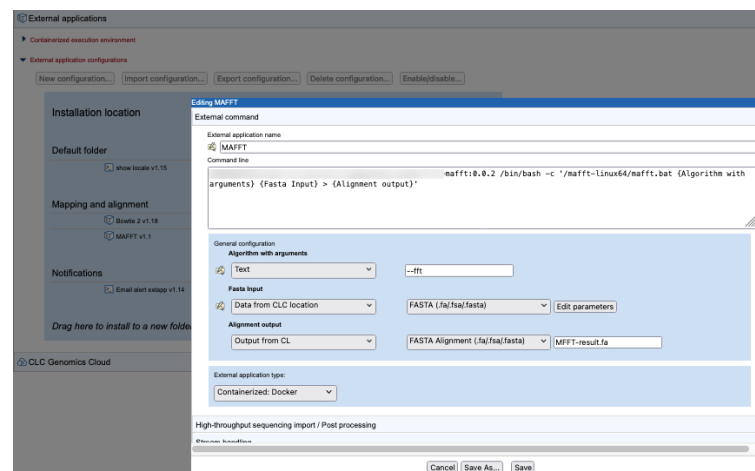 External applications
Containerized execution environment
External application configurations
New configuration... Import configuration... Export configuration... Delete configuration... Enable/disable...
Installation location
Default folder
show locale v1.15
Mapping and alignment
Bowtie 2 v1.18
MAFFT v1.1
Notifications
Email alert extapp v1.14
Drag here to install to a new folde
CLC Genomics Cloud
Editing MAFFT
External command
External application name
MAFFT
Command line
mafft:0.0.2 /bin/bash -c '/mafft-linux64/mafft.bat {Algorithm with
arguments} {Fasta Input} > {Alignment output}'
General configuration
Algorithm with arguments
Text --fft
Fasta Input
Data from CLC location FASTA (.fa/.fsa/.fasta) Edit parameters
Alignment output
Output from CL FASTA Alignment (.fa/.fsa/.fasta) MFFT-result.fa
External application type:
Containerized: Docker
High-throughput sequencing import / Post processing
Stream handling
Cancel Save As... Save